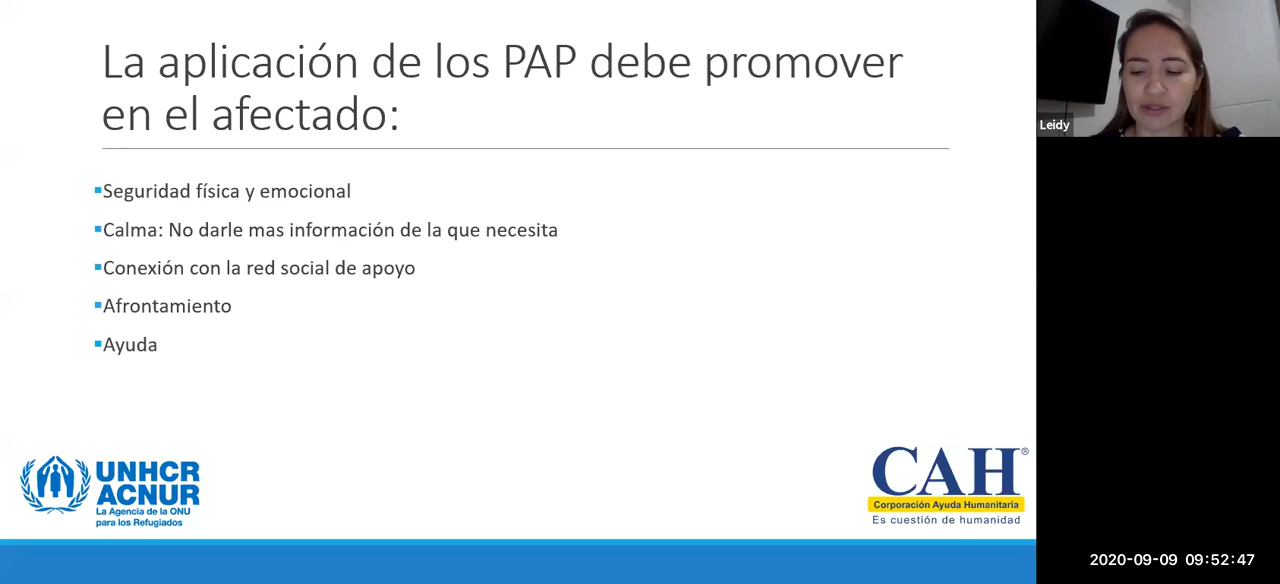 La aplicación de los PAP debe promover
en el afectado:
Seguridad física y emocional
Calma: No darle mas información de la que necesita
Conexión con la red social de apoyo
Afrontamiento
Ayuda
UNHCR
ACNUR
La Agencia de la ONU
para los Refugiados
CAH®
Corporación Ayuda Humanitaria
Es cuestión de humanidad
Leidy
2020-09-09 09:52:47